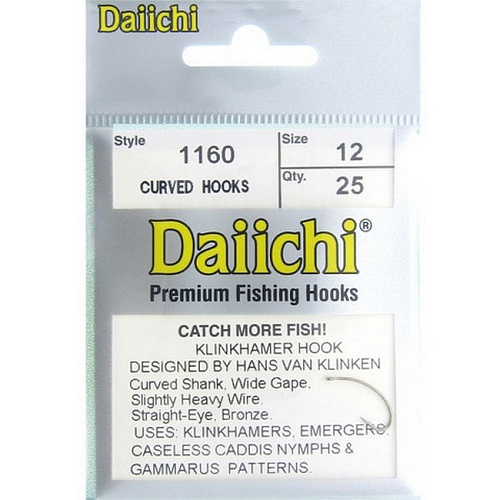 Daiichi
Style 1160 Size 12
CURVED HOOKS Qty. 25
Daiichi®
Premium Fishing Hooks
CATCH MORE FISH!
KLINKHAMER HOOK
DESIGNED BY HANS VAN KLINKEN
Curved Shank, Wide Gape.
Slightly Heavy Wire.
Straight-Eye, Bronze.
USES: KLINKHAMERS, EMERGERS.
CASELESS CADDIS NYMPHS &
GAMMARUS PATTERNS.